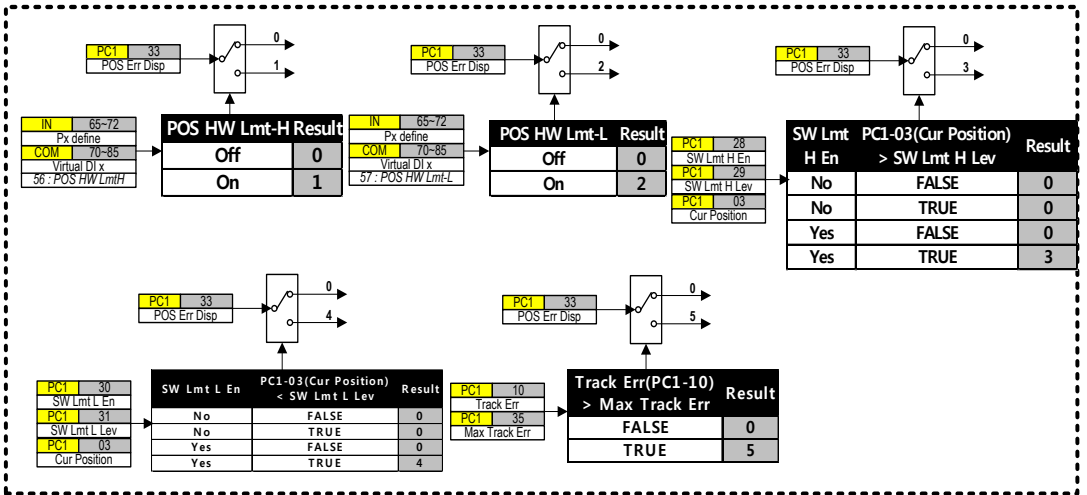 PC1 33
POS Err Disp
0
1
IN 65~72
Px define
COM 70~85
Virtual DI x
56 : POS HW LmtH
POS HW Lmt-H Result
Off 0
On 1
PC1 33
POS Err Disp
0
2
IN 65~72
Px define
COM 70~85
Virtual DI x
57 : POS HW Lmt-L
POS HW Lmt-L Result
Off 0
On 2
PC1 33
POS Err Disp
0
3
PC1 28
SW Lmt H En
PC1 29
SW Lmt H Lev
PC1 03
Cur Position
SW Lmt PC1-03(Cur Position) Result
H En > SW Lmt H Lev
No FALSE 0
No TRUE 0
Yes FALSE 0
Yes TRUE 3
PC1 33
POS Err Disp
0
4
PC1 30
SW Lmt L En
PC1 31
SW Lmt L Lev
PC1 03
Cur Position
SW Lmt L En PC1-03(Cur Position) Result
< SW Lmt L Lev
No FALSE 0
No TRUE 0
Yes FALSE 0
Yes TRUE 4
PC1 33
POS Err Disp
0
5
PC1 10
Track Err
PC1 35
Max Track Err
Track Err(PC1-10) Result
> Max Track Err
FALSE 0
TRUE 5